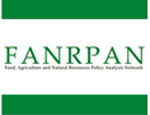 FANRPAN
Food, Agriculture and Natural Resources Policy Analysis Network